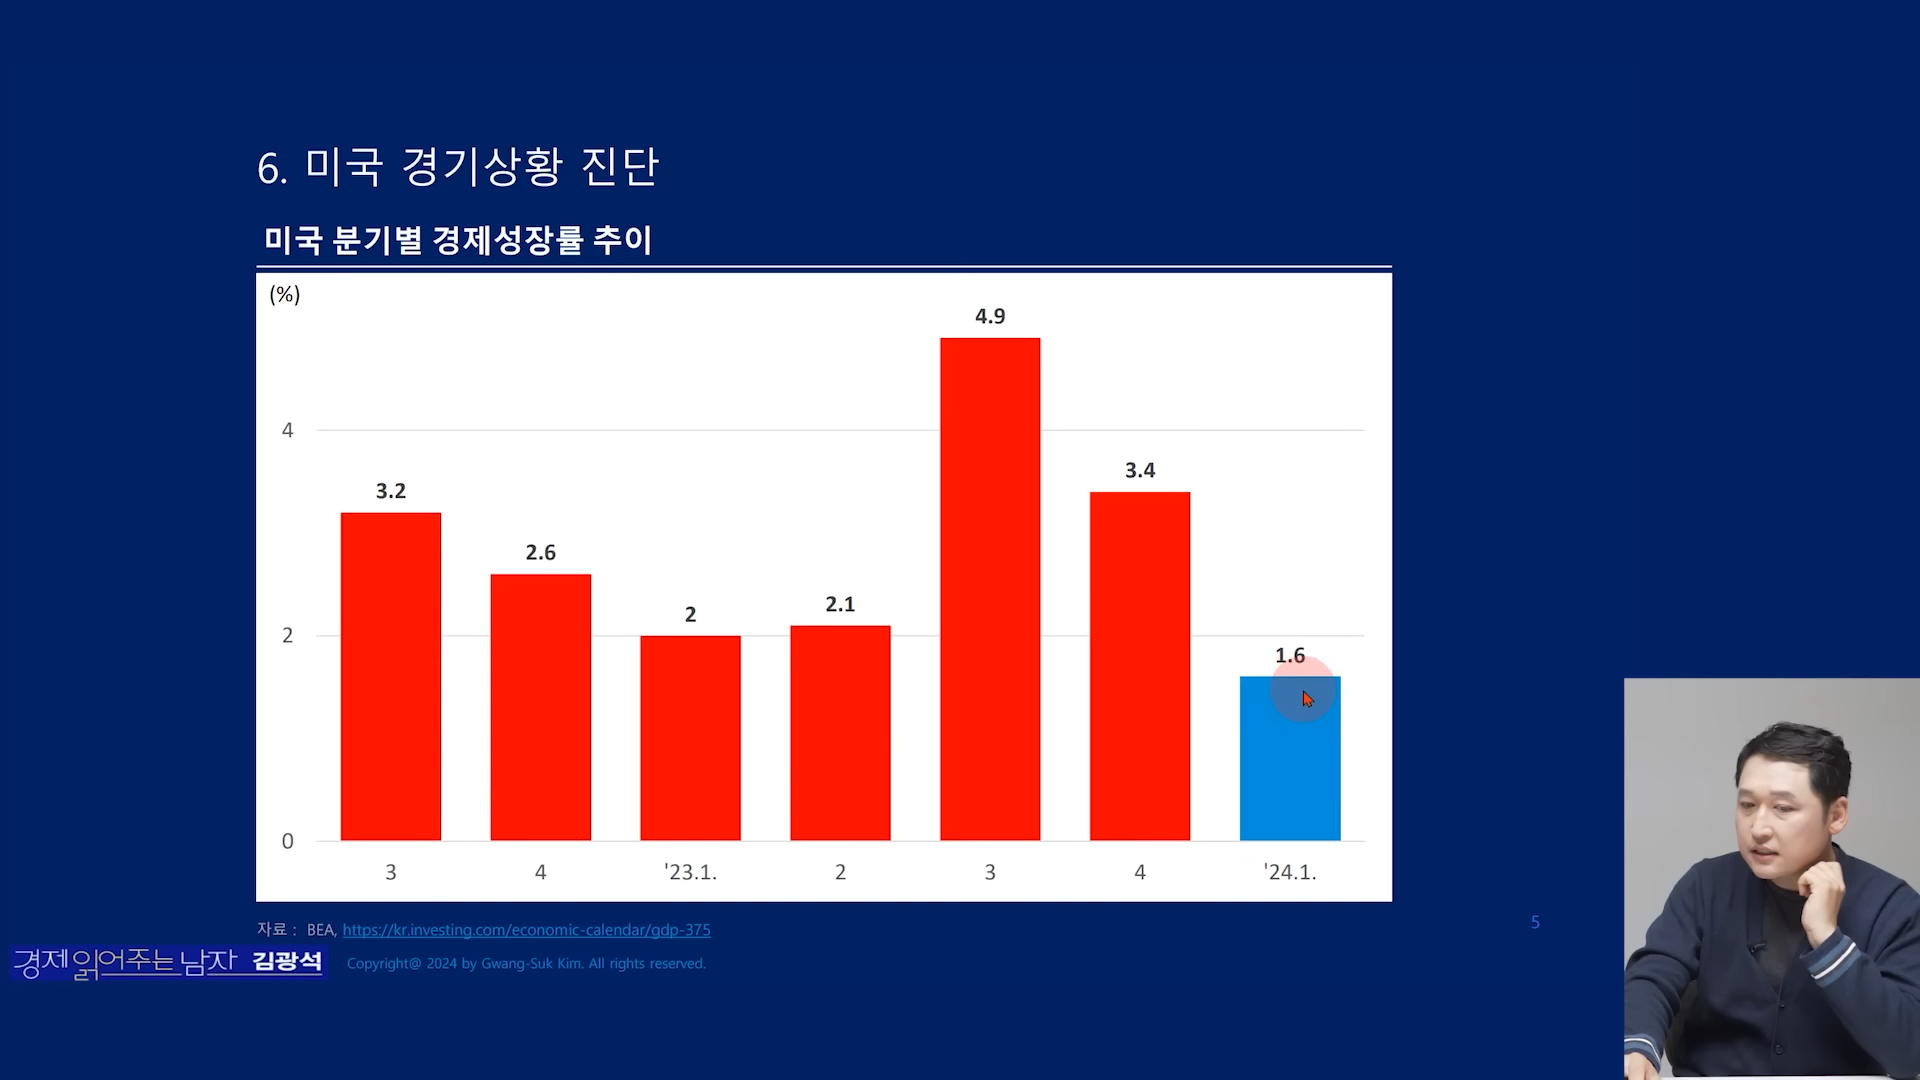 6. 미국 경기상황 진단
미국 분기별 경제성장률 추이
(%)
4.9
4
3.4
3.2
2.6
2
2.1
2
1.6
0
3 4 '23.1. 2 3 4 '24.1.
자료 : BEA, https://kr.investing.com/economic-calendar/gdp-375
5
경제 읽어주는 남자 김광석 Copyright@ 2024 by Gwang-Suk Kim. All rights reserved.